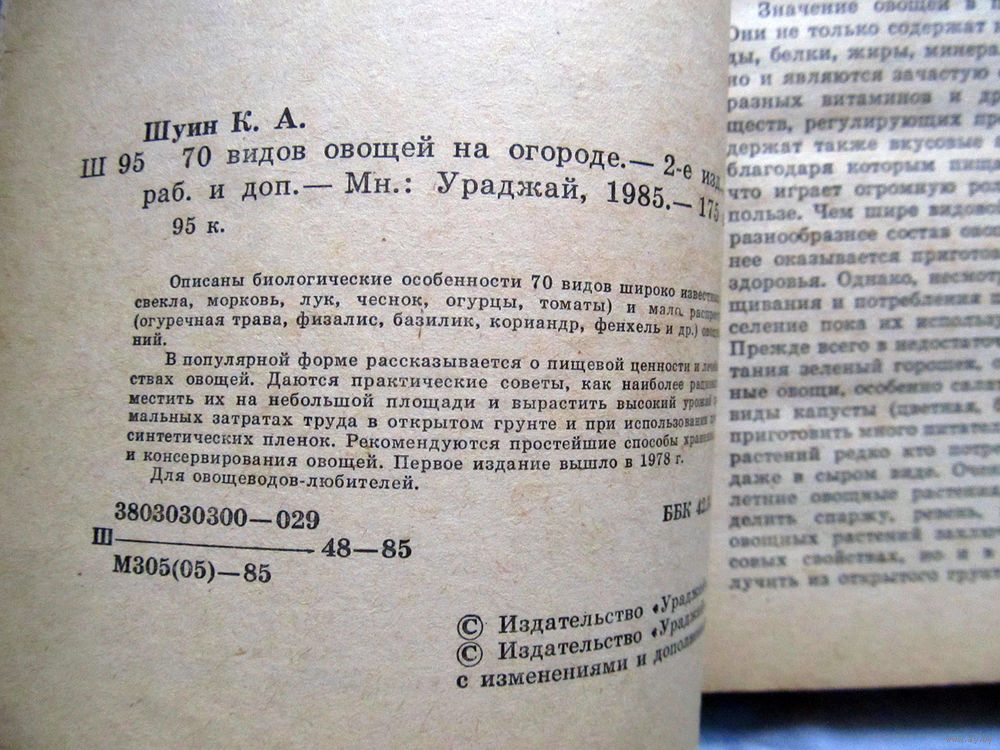 Шуин К. А.
Ш 95 70 видов овощей на огороде.— 2-е изд.,
раб. и доп.— Мн.: Ураджай, 1985.— 175
95 к.
Описаны биологические особенности 70 видов широко
свекла, морковь, лук, чеснок, огурцы, томаты) и мало
(огуречная трава, физалис, базилик, кориандр, фенхель и др.)
ний.
В популярной форме рассказывается о пищевой ценности и
ствах овощей. Даются практические советы, как наиболее
местить их на небольшой площади и вырастить высокий урожай
мальных затратах труда в открытом грунте и при использовании
синтетических пленок. Рекомендуются простейшие способы
и консервирования овощей. Первое издание вышло в 1978 г.
Для овощеводов-любителей.
3803030300—029
Ш 48—85
М305(05)—85
ББК 42.
© Издательство
© Издательство
с изменениями и
Значение овощей в
Они не только содержат
ды, белки, жиры,
но и являются зачастую
разных витаминов и
ществ, регулирующих
держат также вкусовые
благодаря которым
что играет огромную
пользе. Чем шире
разнообразнее состав
нее оказывается
здоровья. Однако,
щивания и потребления
селение пока их
Прежде всего в
тания зеленый горошек,
ные овощи, особенно
виды капусты (цветная,
приготовить много
растений редко кто
даже в сыром виде.
летние овощные
делить спаржу, ревень,
овощных растений
совых свойствах, но и в
лучить из открытого